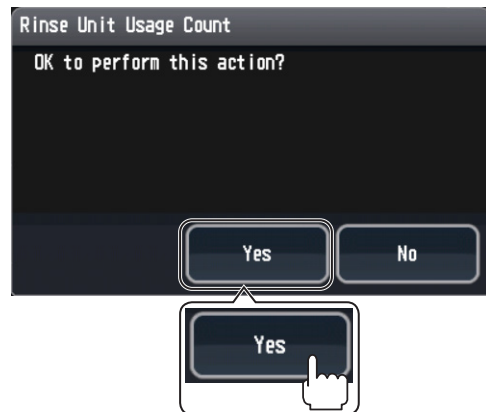 Rinse Unit Usage Count
OK to perform this action?
Yes No
Yes